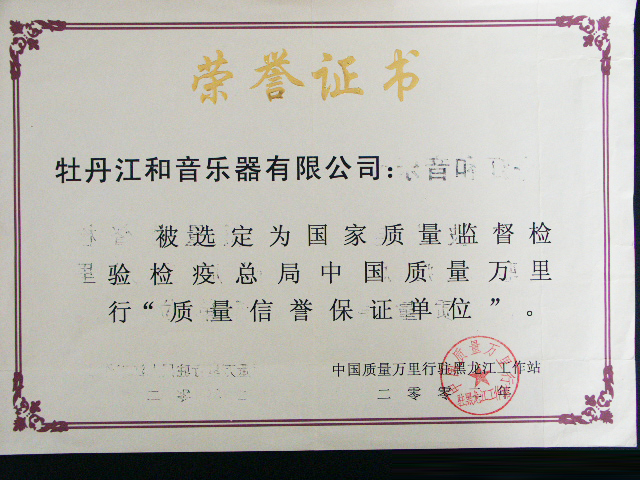 荣誉证书
牡丹江和音乐器有限公司：
被选定为国家质量监督检
验检疫总局中国质量万里
行“质量信誉保证单位”。
中国质量万里行驻黑龙江工作站
二零零 年